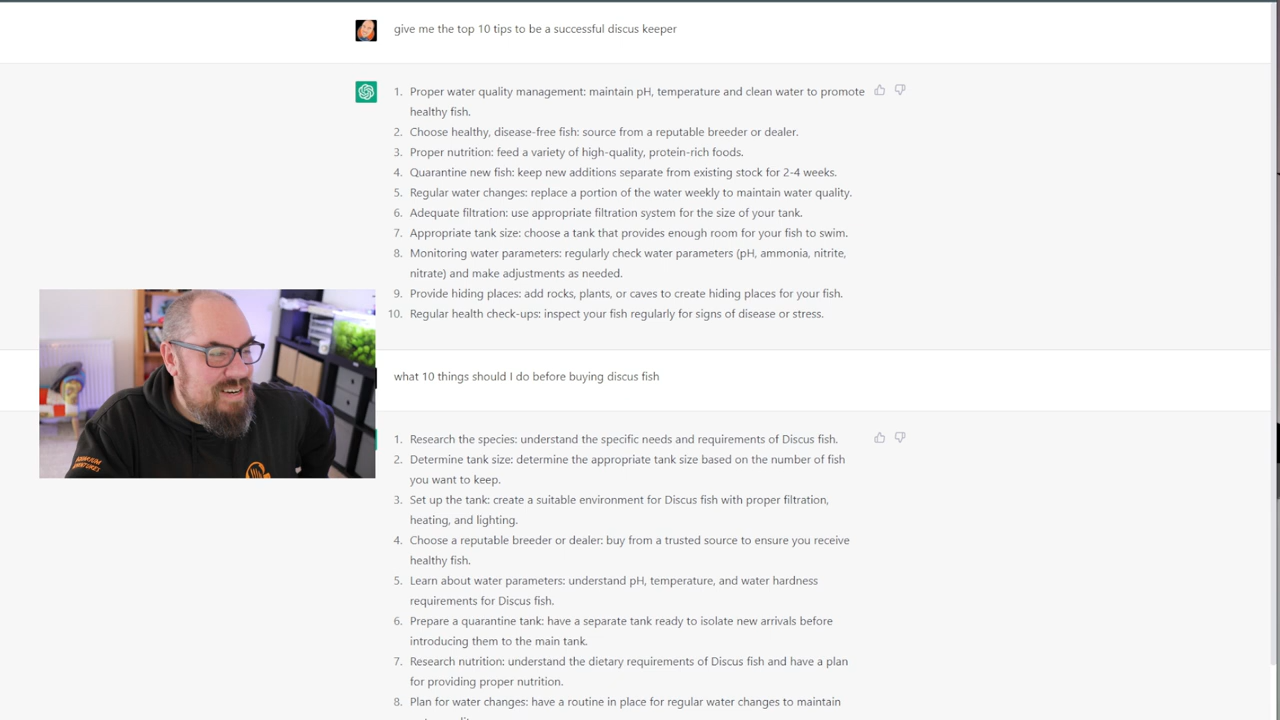 give me the top 10 tips to be a successful discus keeper
1. Proper water quality management: maintain pH, temperature and clean water to promote
healthy fish.
2. Choose healthy, disease-free fish: source from a reputable breeder or dealer.
3. Proper nutrition: feed a variety of high-quality, protein-rich foods.
4. Quarantine new fish: keep new additions separate from existing stock for 2-4 weeks.
5. Regular water changes: replace a portion of the water weekly to maintain water quality.
6. Adequate filtration: use appropriate filtration system for the size of your tank.
7. Appropriate tank size: choose a tank that provides enough room for your fish to swim.
8. Monitoring water parameters: regularly check water parameters (pH, ammonia, nitrite,
nitrate) and make adjustments as needed.
9. Provide hiding places: add rocks, plants, or caves to create hiding places for your fish.
10. Regular health check-ups: inspect your fish regularly for signs of disease or stress.
what 10 things should I do before buying discus fish
1. Research the species: understand the specific needs and requirements of Discus fish.
2. Determine tank size: determine the appropriate tank size based on the number of fish
you want to keep.
3. Set up the tank: create a suitable environment for Discus fish with proper filtration,
heating, and lighting.
4. Choose a reputable breeder or dealer: buy from a trusted source to ensure you receive
healthy fish.
5. Learn about water parameters: understand pH, temperature, and water hardness
requirements for Discus fish.
6. Prepare a quarantine tank: have a separate tank ready to isolate new arrivals before
introducing them to the main tank.
7. Research nutrition: understand the dietary requirements of Discus fish and have a plan
for providing proper nutrition.
8. Plan for water changes: have a routine in place for regular water changes to maintain